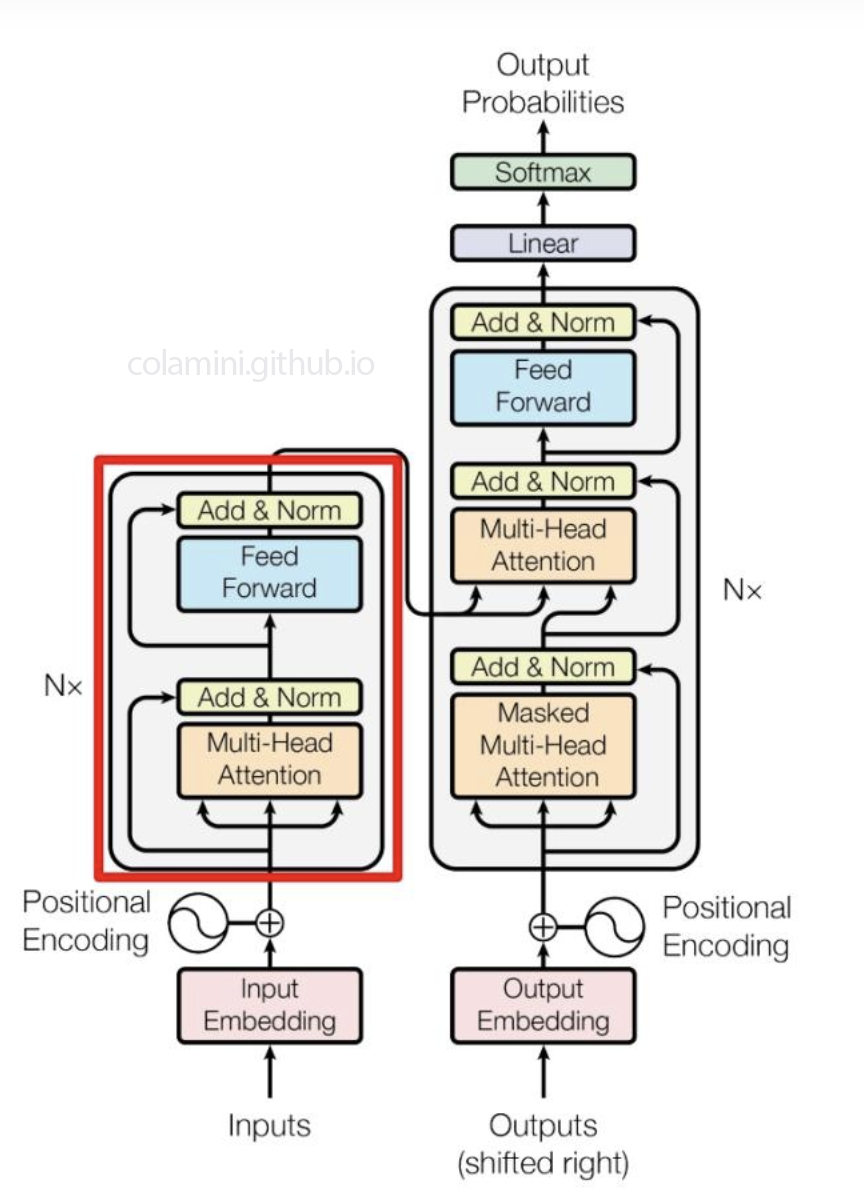 Output
Probabilities
Softmax
Linear
Add & Norm
Feed
Forward
Add & Norm
Multi-Head
Attention
Nx
Add & Norm
Masked
Multi-Head
Attention
Positional
Encoding
Output
Embedding
Outputs
(shifted right)
colamini.github.io
Add & Norm
Feed
Forward
Nx
Add & Norm
Multi-Head
Attention
Positional
Encoding
Input
Embedding
Inputs